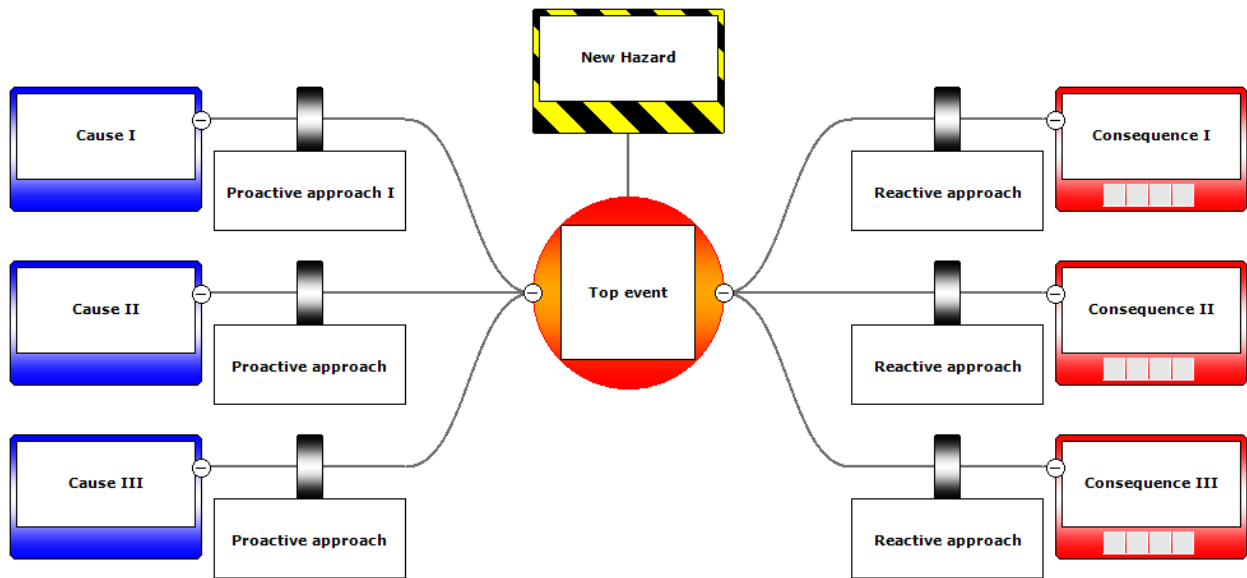 New Hazard
Cause I
Consequence I
Proactive approach I
Reactive approach
Cause II
Top event
Consequence II
Proactive approach
Reactive approach
Cause III
Consequence III
Proactive approach
Reactive approach